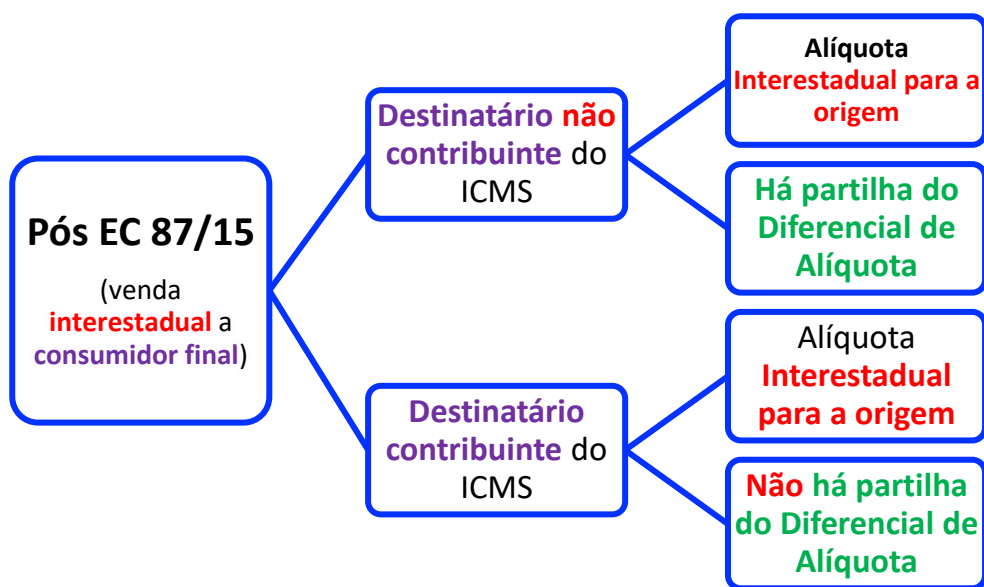 Pós EC 87/15
(venda
interestadual a
consumidor final)
Destinatário não
contribuinte do
ICMS
Alíquota
Interestadual para a
origem
Há partilha do
Diferencial de
Alíquota
Destinatário
contribuinte do
ICMS
Alíquota
Interestadual
para a origem
Não há partilha
do Diferencial de
Alíquota